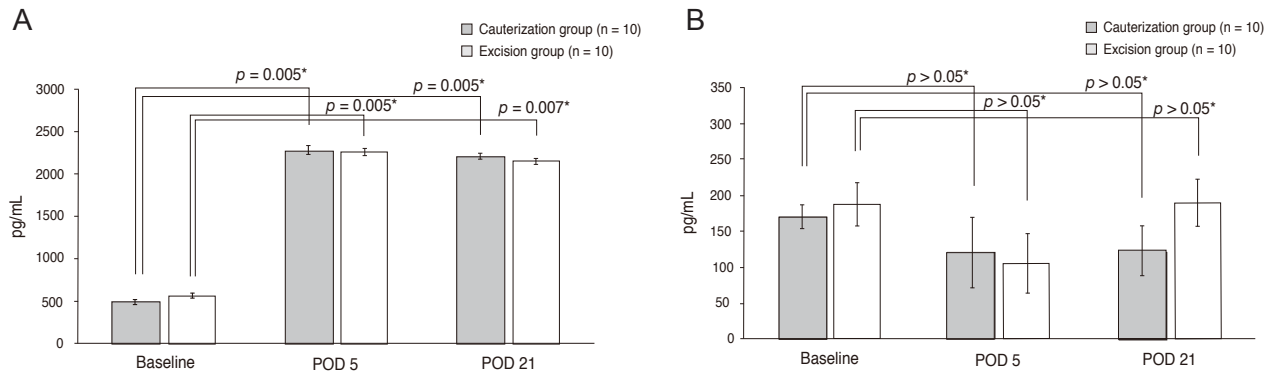 A
Cauterization group (n = 10)
Excision group (n = 10)
p = 0.005*
p = 0.005*
p = 0.005*
p = 0.007*
3000
2500
2000
1500
1000
500
0
pg/mL
Baseline
POD 5
POD 21
B
Cauterization group (n = 10)
Excision group (n = 10)
p > 0.05*
p > 0.05*
p > 0.05*
p > 0.05*
350
300
250
200
150
100
50
0
pg/mL
Baseline
POD 5
POD 21